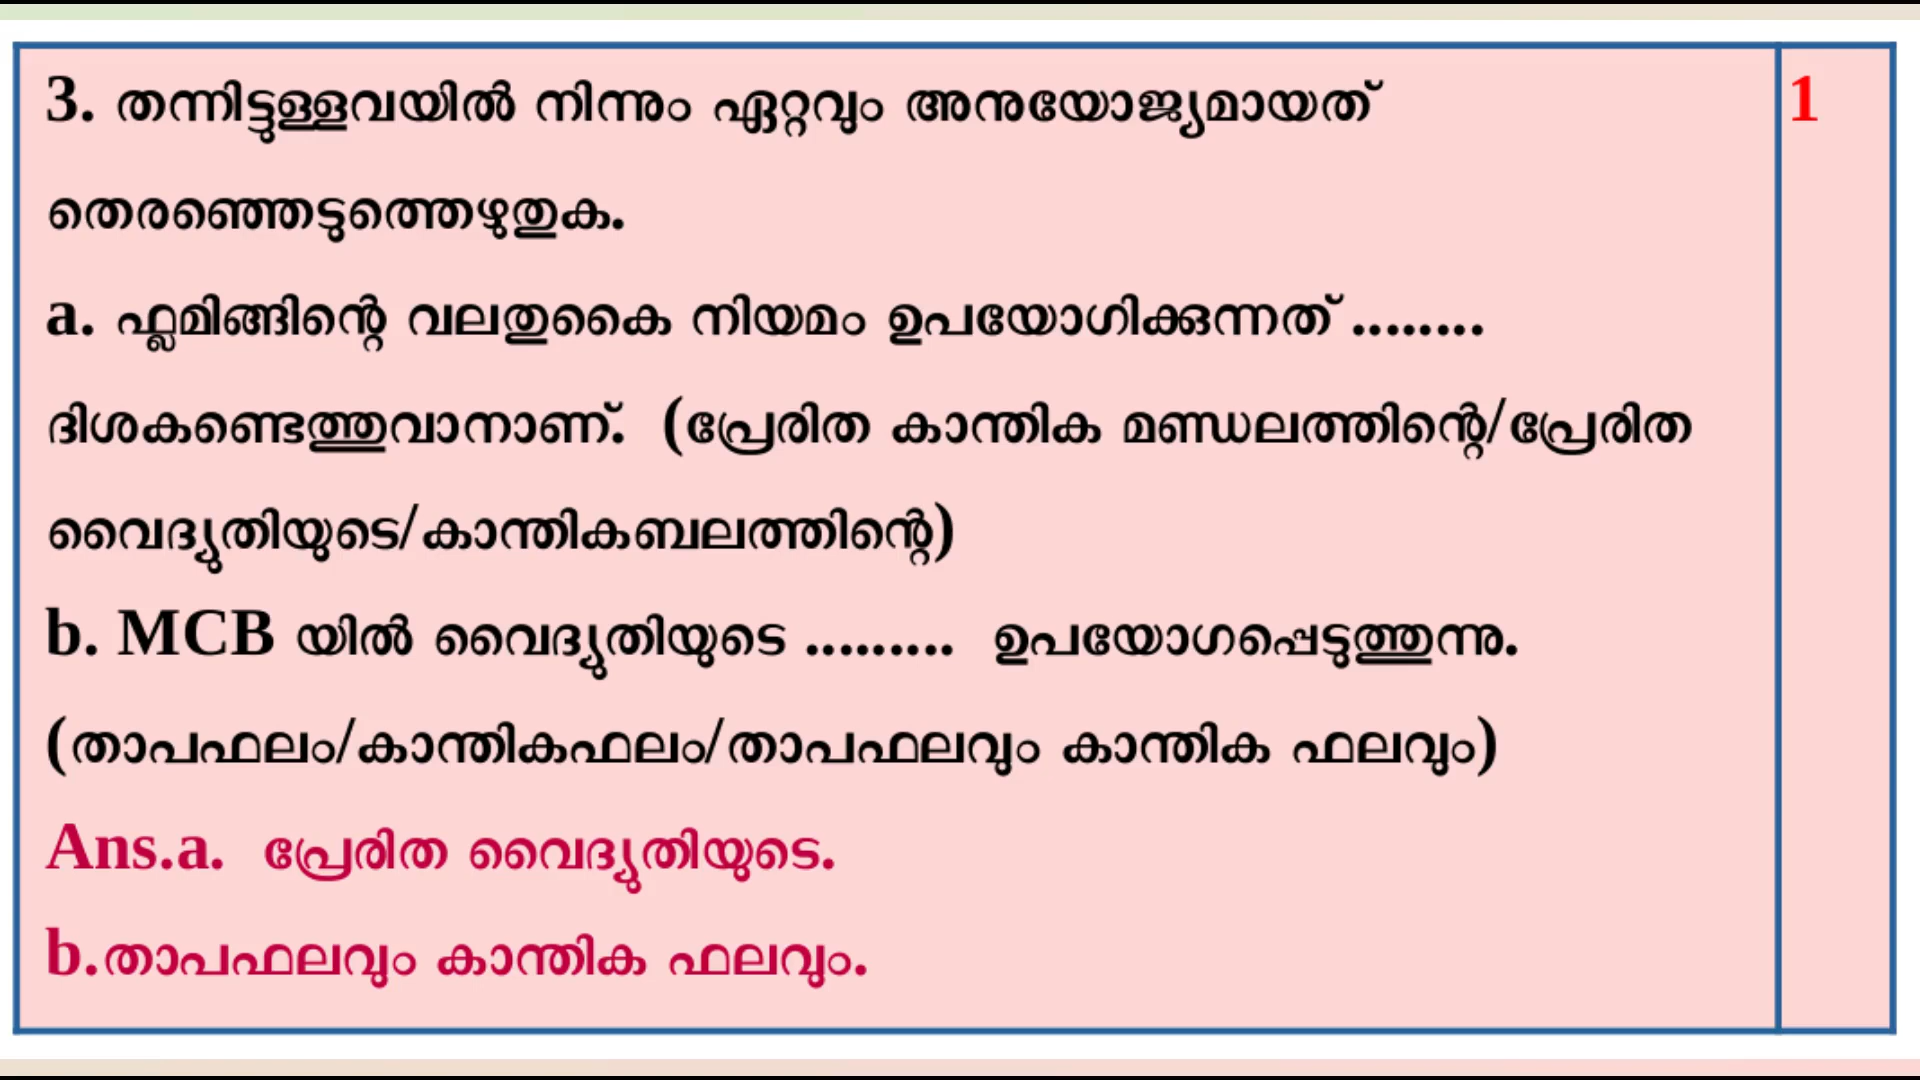 3. തന്നിട്ടുള്ളവയിൽ നിന്നും ഏറ്റവും അനുയോജ്യമായത്
1
തെരഞ്ഞെടുത്തെഴുതുക.
a. ഫ്ലമിങ്ങിന്റെ വലതുകൈ നിയമം ഉപയോഗിക്കുന്നത് ........
ദിശകണ്ടെത്തുവാനാണ്. (പ്രേരിത കാന്തിക മണ്ഡലത്തിന്റെ/പ്രേരിത
വൈദ്യുതിയുടെ/കാന്തികബലത്തിന്റെ)
b. MCB യിൽ വൈദ്യുതിയുടെ ......... ഉപയോഗപ്പെടുത്തുന്നു.
(താപഫലം/കാന്തികഫലം/താപഫലവും കാന്തിക ഫലവും)
Ans.a. പ്രേരിത വൈദ്യുതിയുടെ.
b.താപഫലവും കാന്തിക ഫലവും.